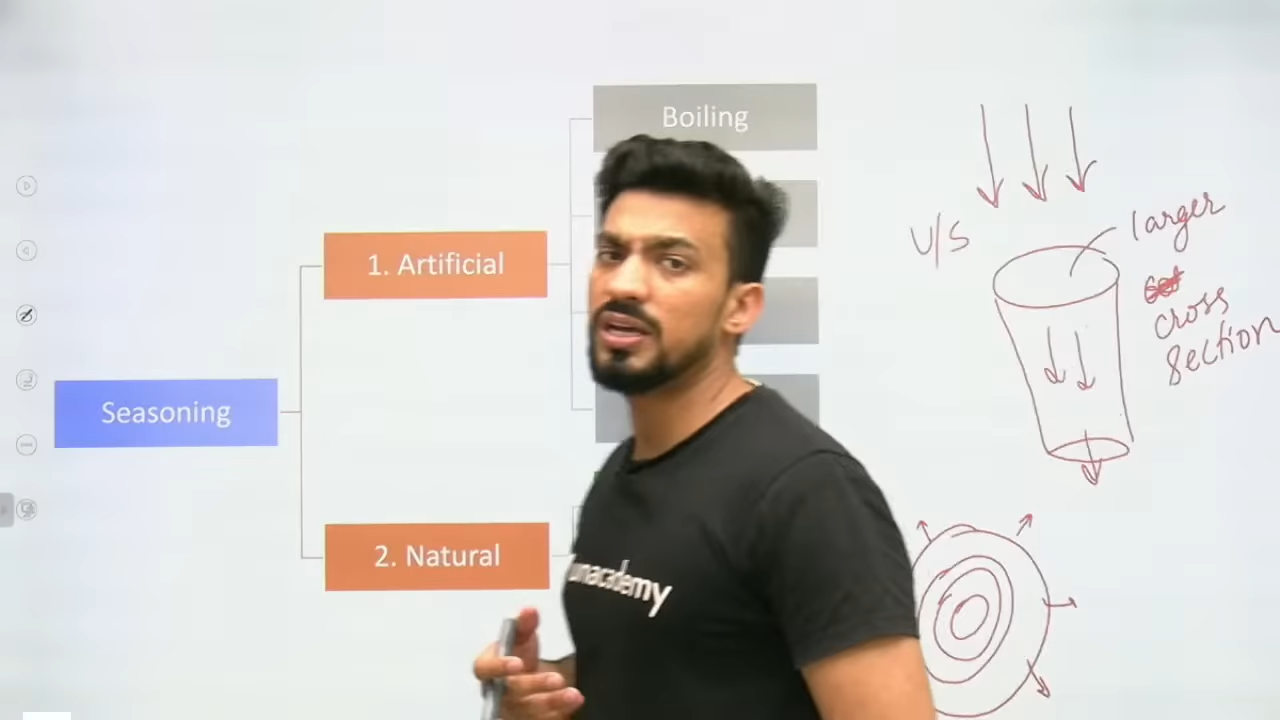 Boiling
1. Artificial
Seasoning
2. Natural
U/S
larger
cross
section
unacademy